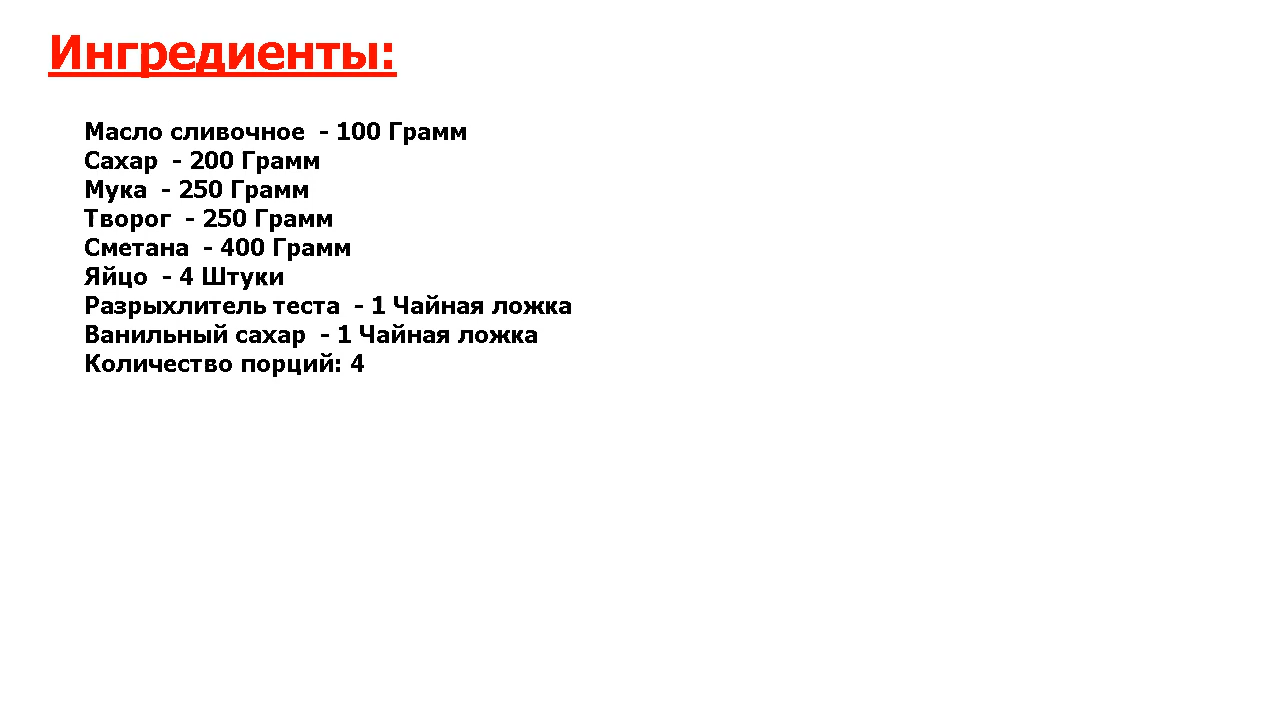 Ингредиенты:
Масло сливочное  - 100 Грамм
Сахар  - 200 Грамм
Мука  - 250 Грамм
Творог  - 250 Грамм
Сметана  - 400 Грамм
Яйцо  - 4 Штуки
Разрыхлитель теста  - 1 Чайная ложка
Ванильный сахар  - 1 Чайная ложка
Количество порций: 4